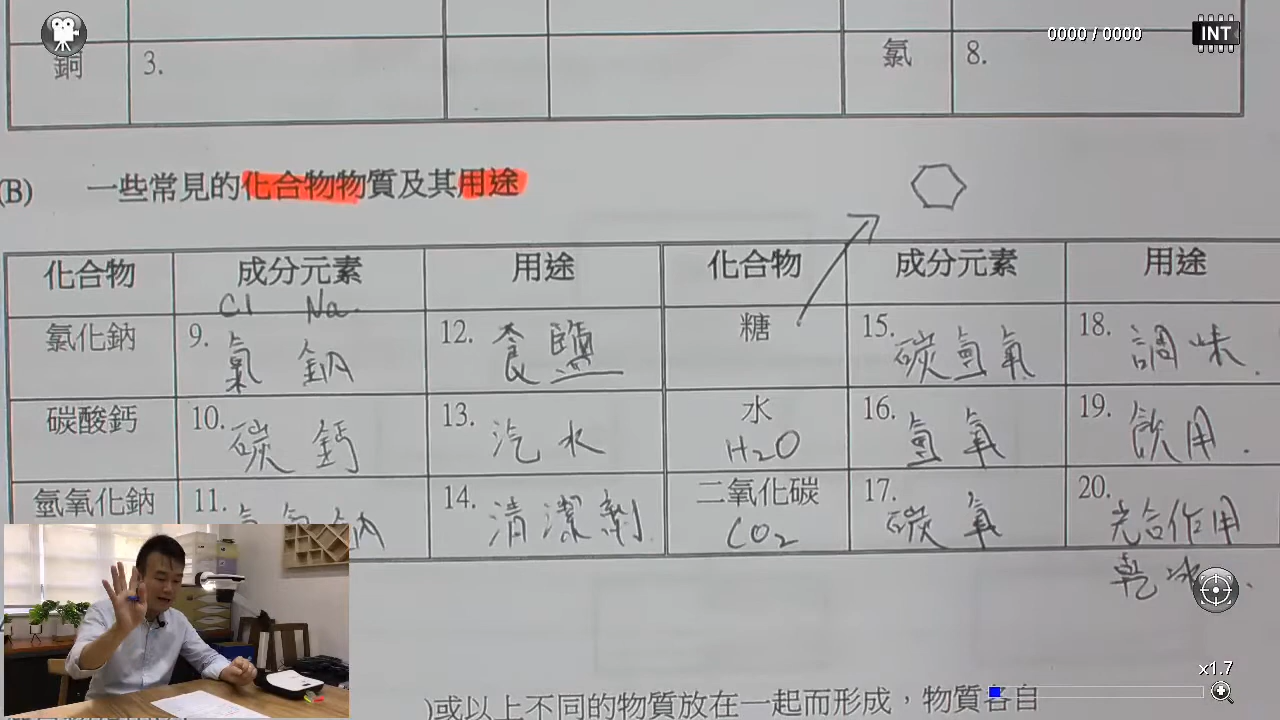 0000 / 0000
INT
銅 3. 氯 8.
(B) 一些常見的化合物物質及其用途
化合物 成分元素 用途 化合物 成分元素 用途
Cl Na
氯化鈉 9. 氯 鈉 12. 食鹽 糖 15. 碳氫氧 18. 調味.
碳酸鈣 10. 碳 鈣 13. 汽水 水 16. 氫 氧 19. 飲用.
H₂O
氫氧化鈉 11. 鈉 14. 清潔劑. 二氧化碳 17. 碳 氧 20. 光合作用
CO₂
乾冰.
x1.7
)或以上不同的物質放在一起而形成，物質各自